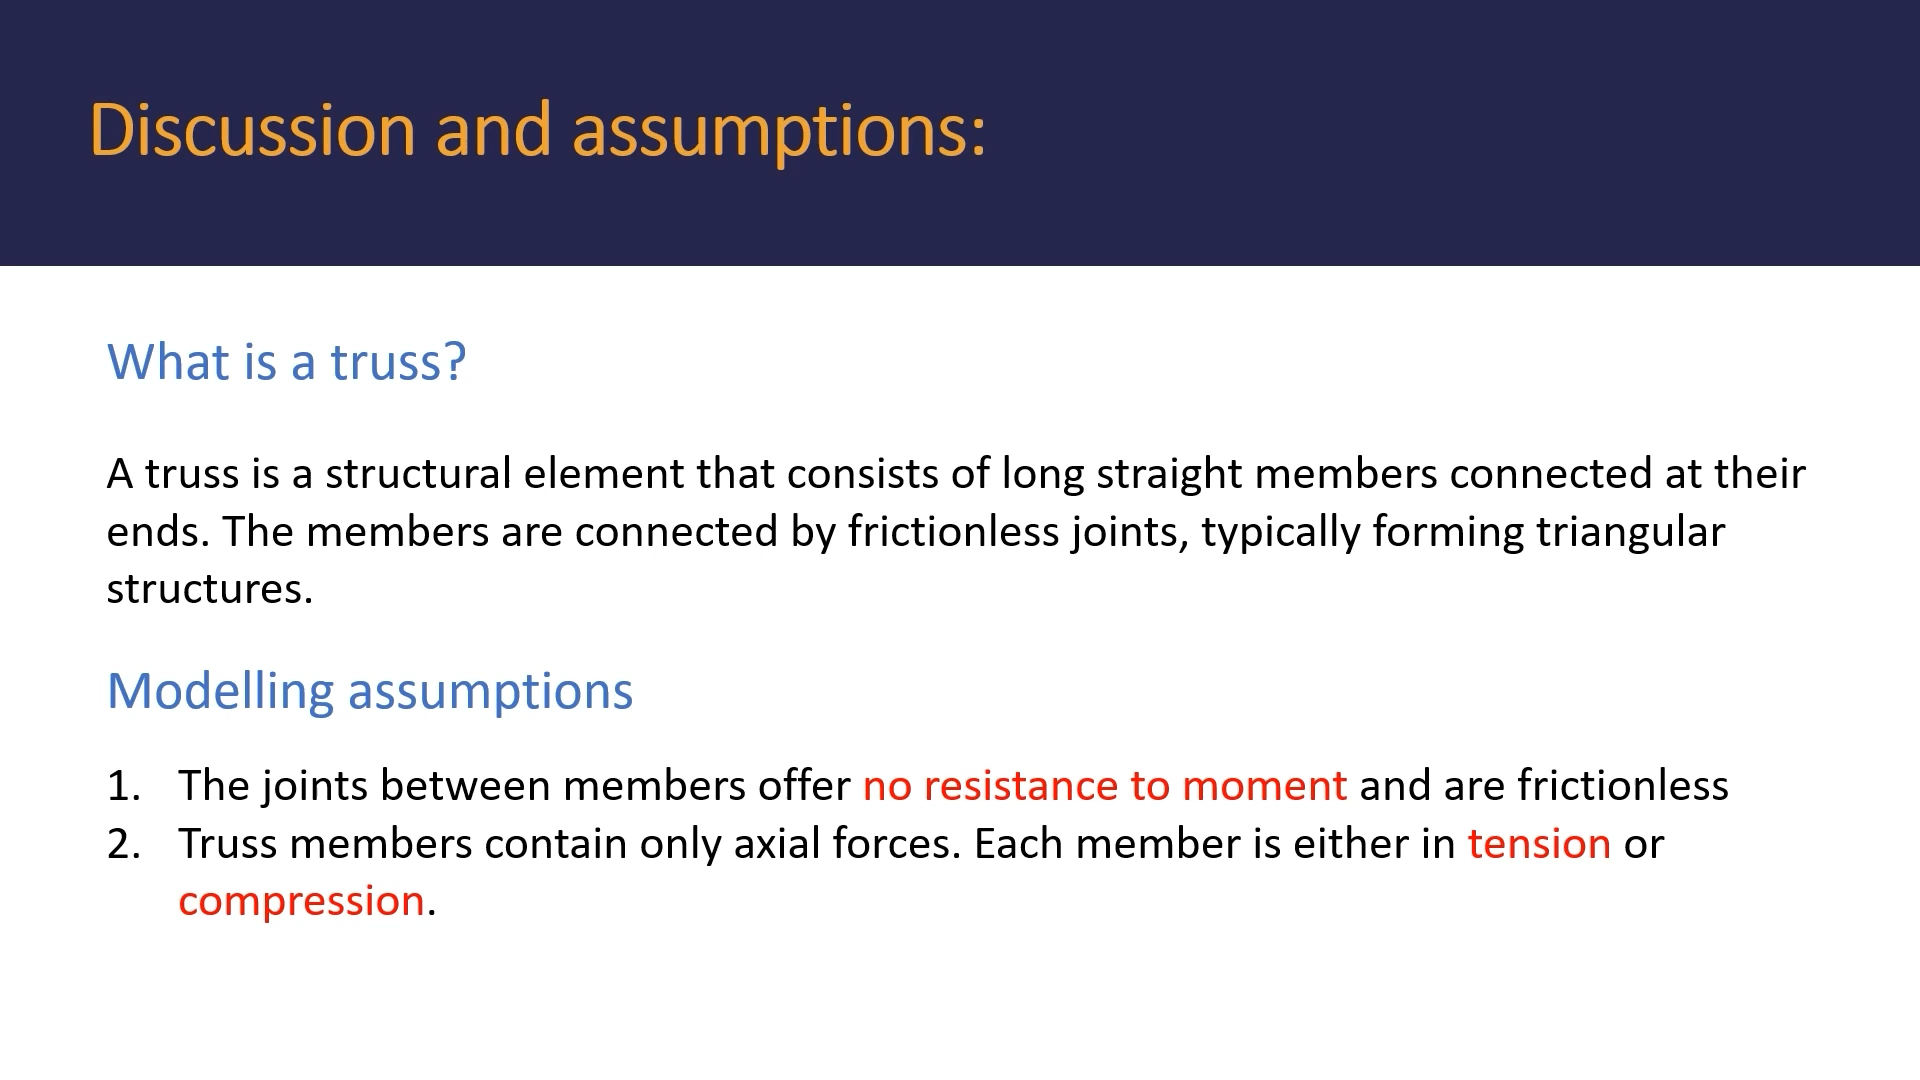 Discussion and assumptions:
What is a truss?
A truss is a structural element that consists of long straight members connected at their
ends. The members are connected by frictionless joints, typically forming triangular
structures.
Modelling assumptions
1. The joints between members offer no resistance to moment and are frictionless
2. Truss members contain only axial forces. Each member is either in tension or
compression.